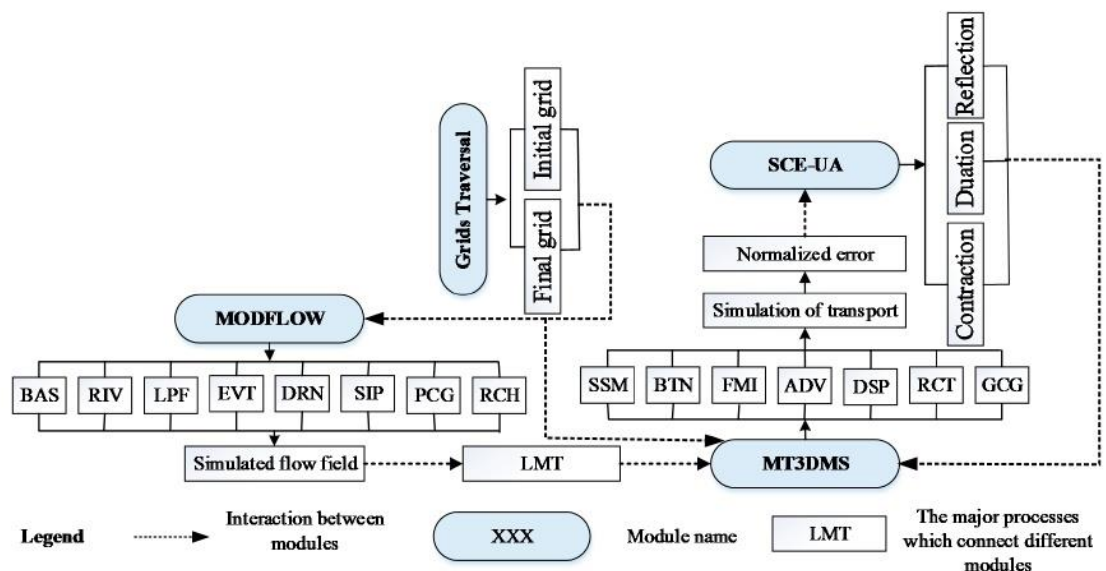 Grids Traversal
Initial grid
Final grid
SCE-UA
Reflection
Duation
Contraction
Normalized error
Simulation of transport
MODFLOW
BAS
RIV
LPF
EVT
DRN
SIP
PCG
RCH
SSM
BTN
FMI
ADV
DSP
RCT
GCG
Simulated flow field
LMT
MT3DMS
Legend
Interaction between
modules
XXX
Module name
LMT
The major processes
which connect different
modules